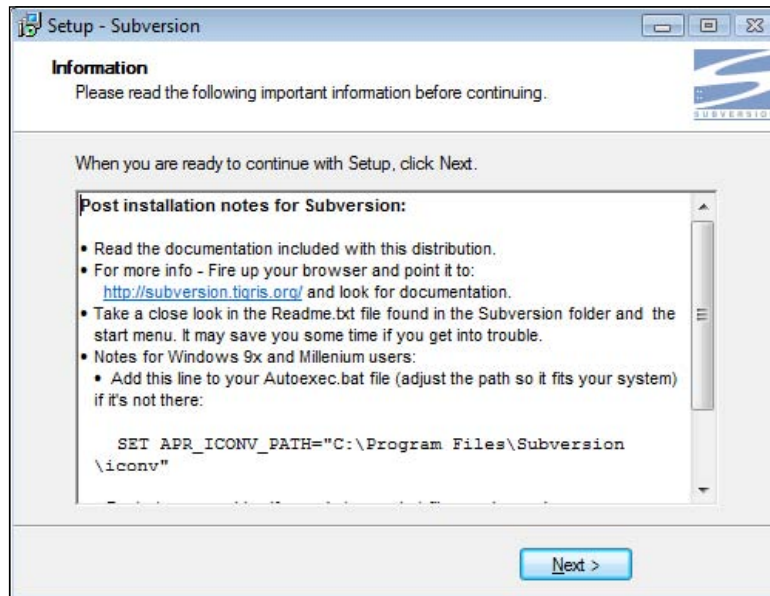 Setup - Subversion
Information
Please read the following important information before continuing.
SUBVERSION
When you are ready to continue with Setup, click Next.
Post installation notes for Subversion:
• Read the documentation included with this distribution.
• For more info - Fire up your browser and point it to:
http://subversion.tigris.org/ and look for documentation.
• Take a close look in the Readme.txt file found in the Subversion folder and the
start menu. It may save you some time if you get into trouble.
• Notes for Windows 9x and Millenium users:
• Add this line to your Autoexec.bat file (adjust the path so it fits your system)
if it's not there:
SET APR_ICONV_PATH="C:\Program Files\Subversion
\iconv"
Next >